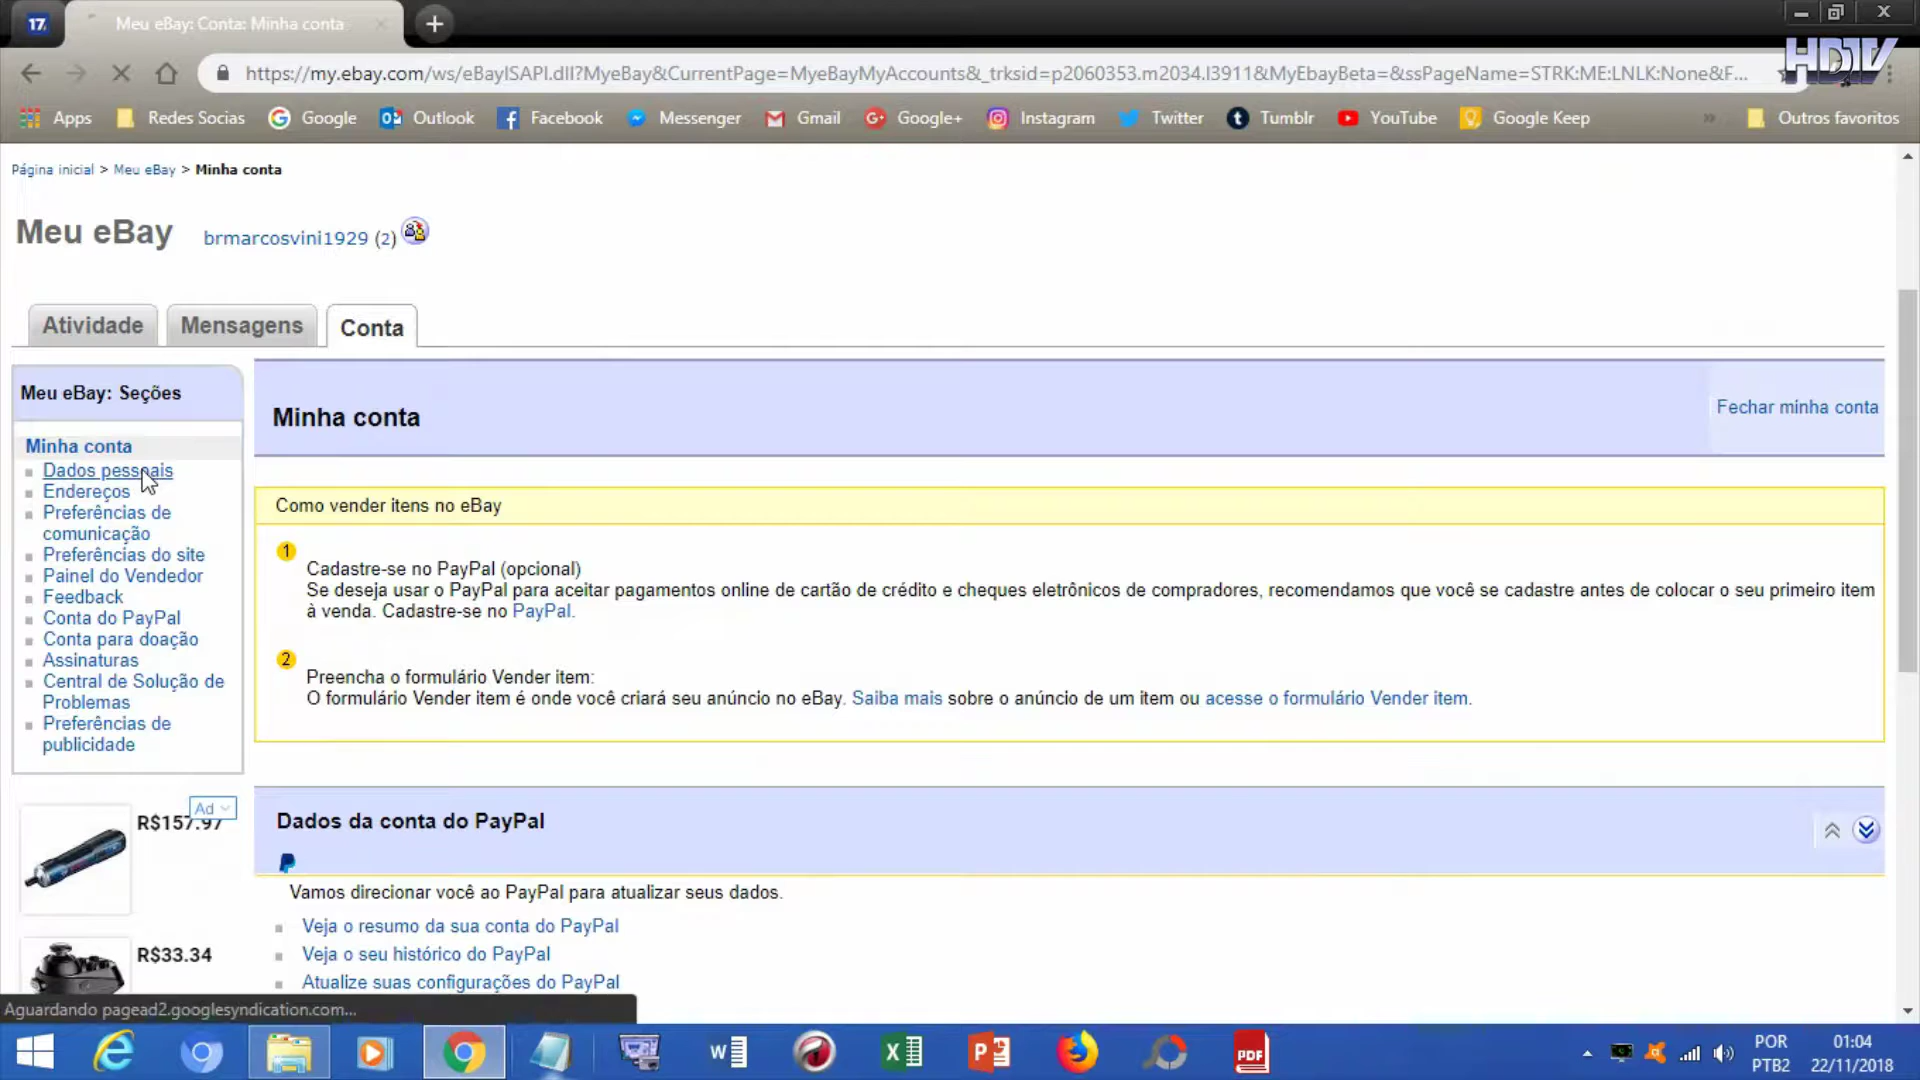 17.
Meu eBay: Conta: Minha conta
https://my.ebay.com/ws/eBayISAPI.dll?MyeBay&CurrentPage=MyeBayMyAccounts&_trksid=p2060353.m2034.l3911&MyEbayBeta=&ssPageName=STRK:ME:LNLK:None&F...
HDTV
Apps
Redes Socias
Google
Outlook
Facebook
Messenger
Gmail
Google+
Instagram
Twitter
Tumblr
YouTube
Google Keep
»
Outros favoritos
Página inicial > Meu eBay > Minha conta
Meu eBay brmarcosvini1929 (2)
Atividade
Mensagens
Conta
Meu eBay: Seções
Minha conta
Dados pessoais
Endereços
Preferências de
comunicação
Preferências do site
Painel do Vendedor
Feedback
Conta do PayPal
Conta para doação
Assinaturas
Central de Solução de
Problemas
Preferências de
publicidade
Ad
R$157.97
R$33.34
Minha conta
Fechar minha conta
Como vender itens no eBay
1
Cadastre-se no PayPal (opcional)
Se deseja usar o PayPal para aceitar pagamentos online de cartão de crédito e cheques eletrônicos de compradores, recomendamos que você se cadastre antes de colocar o seu primeiro item
à venda. Cadastre-se no PayPal.
2
Preencha o formulário Vender item:
O formulário Vender item é onde você criará seu anúncio no eBay. Saiba mais sobre o anúncio de um item ou acesse o formulário Vender item.
Dados da conta do PayPal
Vamos direcionar você ao PayPal para atualizar seus dados.
Veja o resumo da sua conta do PayPal
Veja o seu histórico do PayPal
Atualize suas configurações do PayPal
Aguardando pagead2.googlesyndication.com...
PDF
POR
PTB2
01:04
22/11/2018